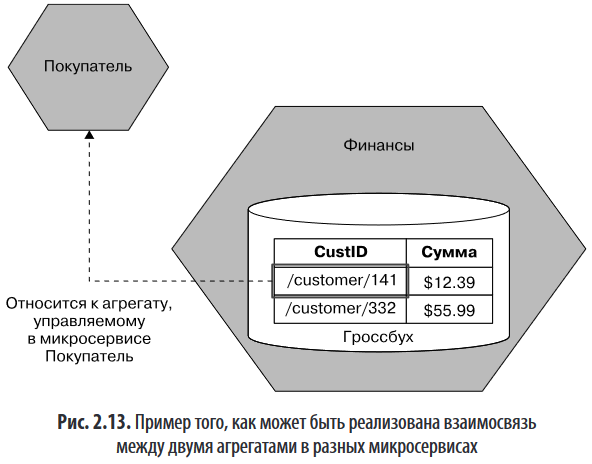 Покупатель
Финансы
CustID Сумма
/customer/141 $12.39
/customer/332 $55.99
Гроссбух
Относится к агрегату,
управляемому
в микросервисе
Покупатель
Рис. 2.13. Пример того, как может быть реализована взаимосвязь
между двумя агрегатами в разных микросервисах